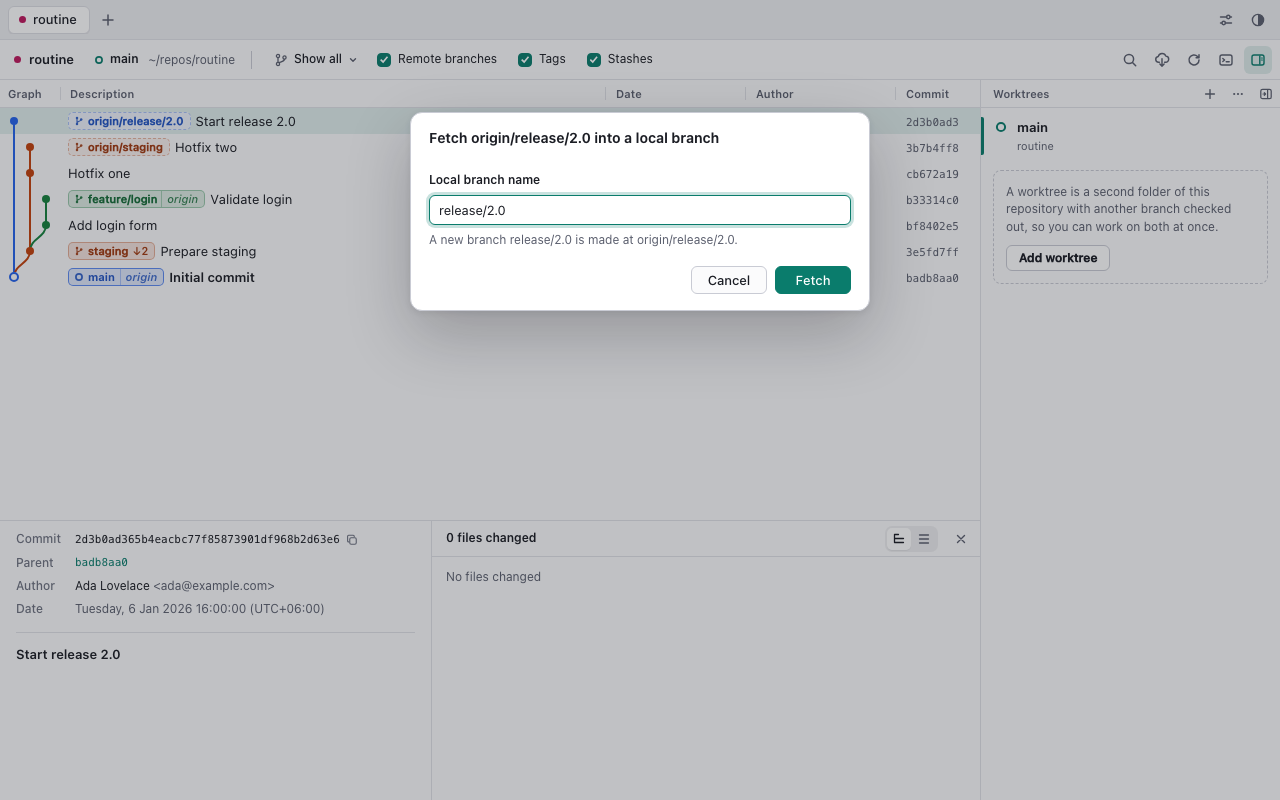 routine
routine main ~/repos/routine Show all Remote branches Tags Stashes
Graph Description Date Author Commit Worktrees
origin/release/2.0 Start release 2.0 2d3b0ad3
origin/staging Hotfix two 3b7b4ff8
Hotfix one cb672a19
feature/login origin Validate login b33314c0
Add login form bf8402e5
staging ↓2 Prepare staging 3e5fd7ff
main origin Initial commit badb8aa0
Fetch origin/release/2.0 into a local branch
Local branch name
release/2.0
A new branch release/2.0 is made at origin/release/2.0.
Cancel Fetch
main
routine
A worktree is a second folder of this
repository with another branch checked
out, so you can work on both at once.
Add worktree
Commit 2d3b0ad365b4eacbc77f85873901df968b2d63e6
Parent badb8aa0
Author Ada Lovelace <ada@example.com>
Date Tuesday, 6 Jan 2026 16:00:00 (UTC+06:00)
Start release 2.0
0 files changed
No files changed